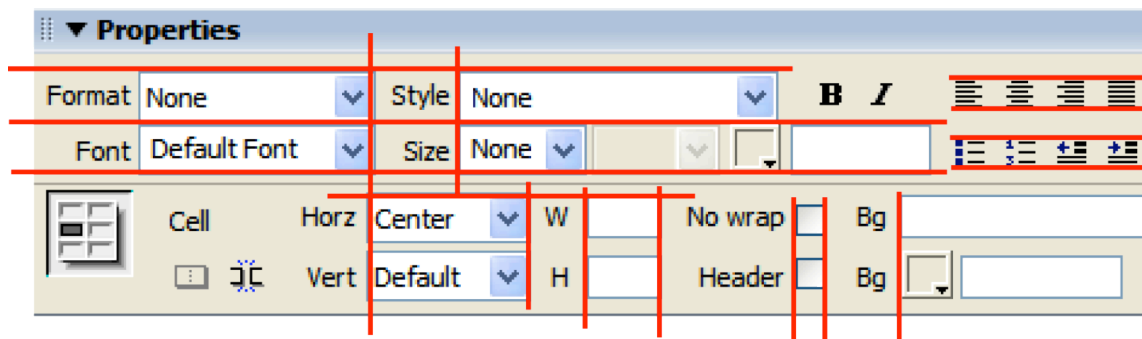 Properties
Format None Style None B I
Font Default Font Size None
Cell Horz Center W No wrap Bg
Vert Default H Header Bg